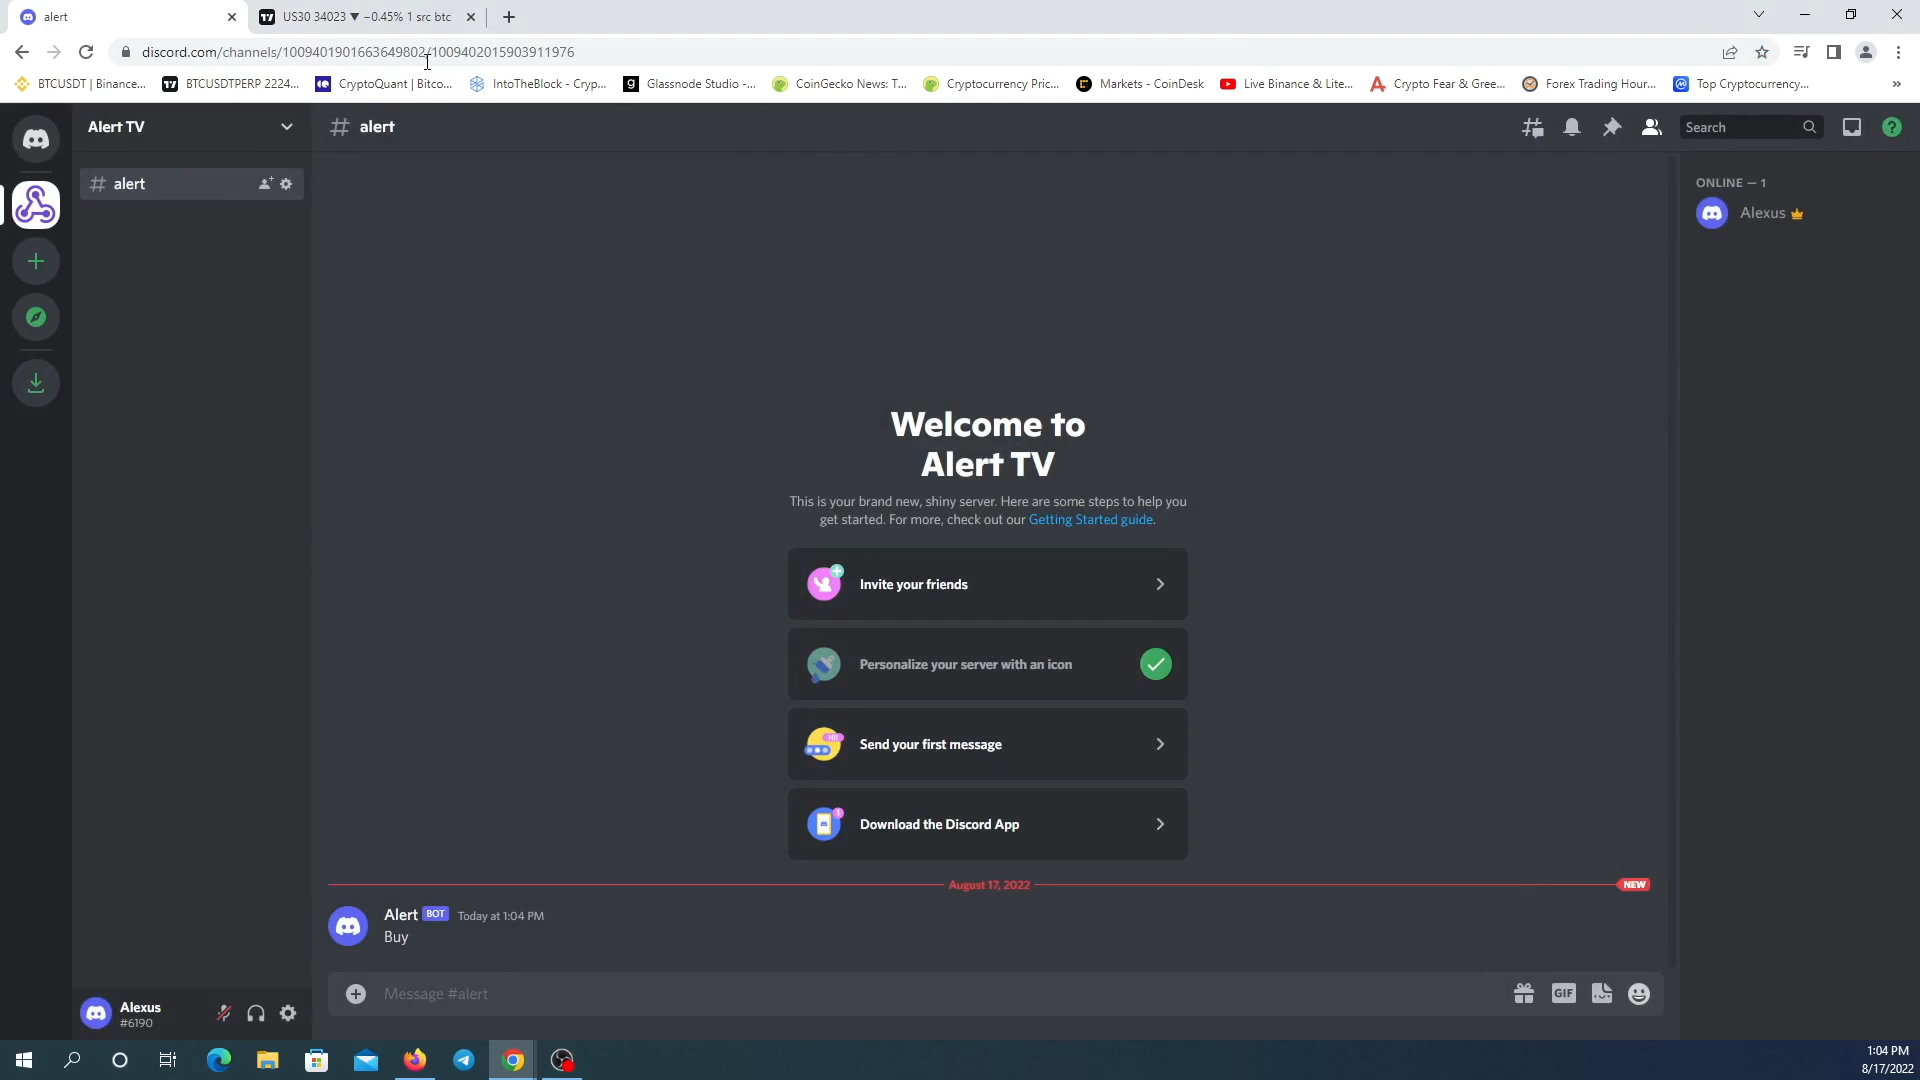 alert
US30 34023 ▼ −0.45% 1 src btc
discord.com/channels/1009401901663649802/1009402015903911976
BTCUSDT | Binance...
BTCUSDTPERP 2224...
CryptoQuant | Bitco...
IntoTheBlock - Cryp...
Glassnode Studio -...
CoinGecko News: T...
Cryptocurrency Pric...
Markets - CoinDesk
Live Binance & Lite...
Crypto Fear & Gree...
Forex Trading Hour...
Top Cryptocurrency...
»
Alert TV
# alert
Search
# alert
ONLINE — 1
Alexus
Welcome to
Alert TV
This is your brand new, shiny server. Here are some steps to help you
get started. For more, check out our Getting Started guide.
Invite your friends
Personalize your server with an icon
Send your first message
Download the Discord App
August 17, 2022
NEW
Alert BOT Today at 1:04 PM
Buy
Message #alert
GIF
Alexus
#6190
1:04 PM
8/17/2022